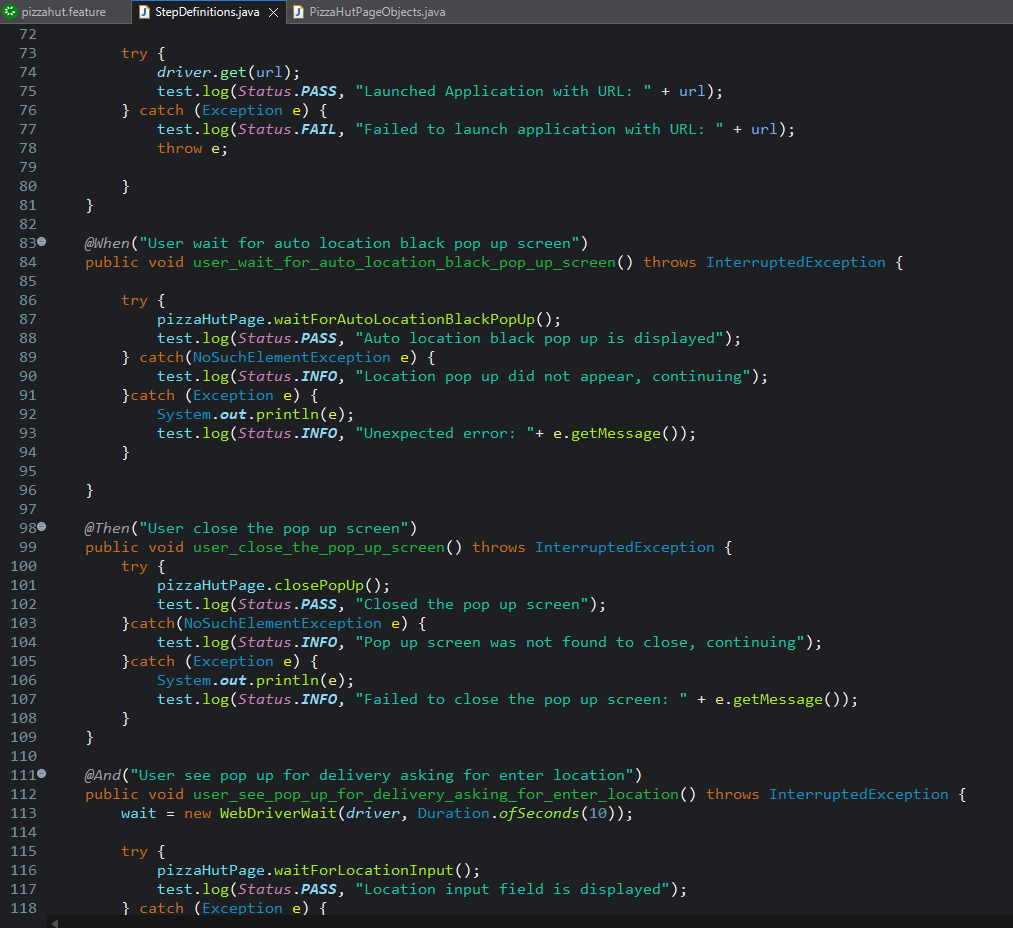 pizzahut.feature StepDefinitions.java PizzaHutPageObjects.java
72
73 try {
74 driver.get(url);
75 test.log(Status.PASS, "Launched Application with URL: " + url);
76 } catch (Exception e) {
77 test.log(Status.FAIL, "Failed to launch application with URL: " + url);
78 throw e;
79
80 }
81 }
82
83 @When("User wait for auto location black pop up screen")
84 public void user_wait_for_auto_location_black_pop_up_screen() throws InterruptedException {
85
86 try {
87 pizzaHutPage.waitForAutoLocationBlackPopUp();
88 test.log(Status.PASS, "Auto location black pop up is displayed");
89 } catch(NoSuchElementException e) {
90 test.log(Status.INFO, "Location pop up did not appear, continuing");
91 }catch (Exception e) {
92 System.out.println(e);
93 test.log(Status.INFO, "Unexpected error: "+ e.getMessage());
94 }
95
96 }
97
98 @Then("User close the pop up screen")
99 public void user_close_the_pop_up_screen() throws InterruptedException {
100 try {
101 pizzaHutPage.closePopUp();
102 test.log(Status.PASS, "Closed the pop up screen");
103 }catch(NoSuchElementException e) {
104 test.log(Status.INFO, "Pop up screen was not found to close, continuing");
105 }catch (Exception e) {
106 System.out.println(e);
107 test.log(Status.INFO, "Failed to close the pop up screen: " + e.getMessage());
108 }
109 }
110
111 @And("User see pop up for delivery asking for enter location")
112 public void user_see_pop_up_for_delivery_asking_for_enter_location() throws InterruptedException {
113 wait = new WebDriverWait(driver, Duration.ofSeconds(10));
114
115 try {
116 pizzaHutPage.waitForLocationInput();
117 test.log(Status.PASS, "Location input field is displayed");
118 } catch (Exception e) {